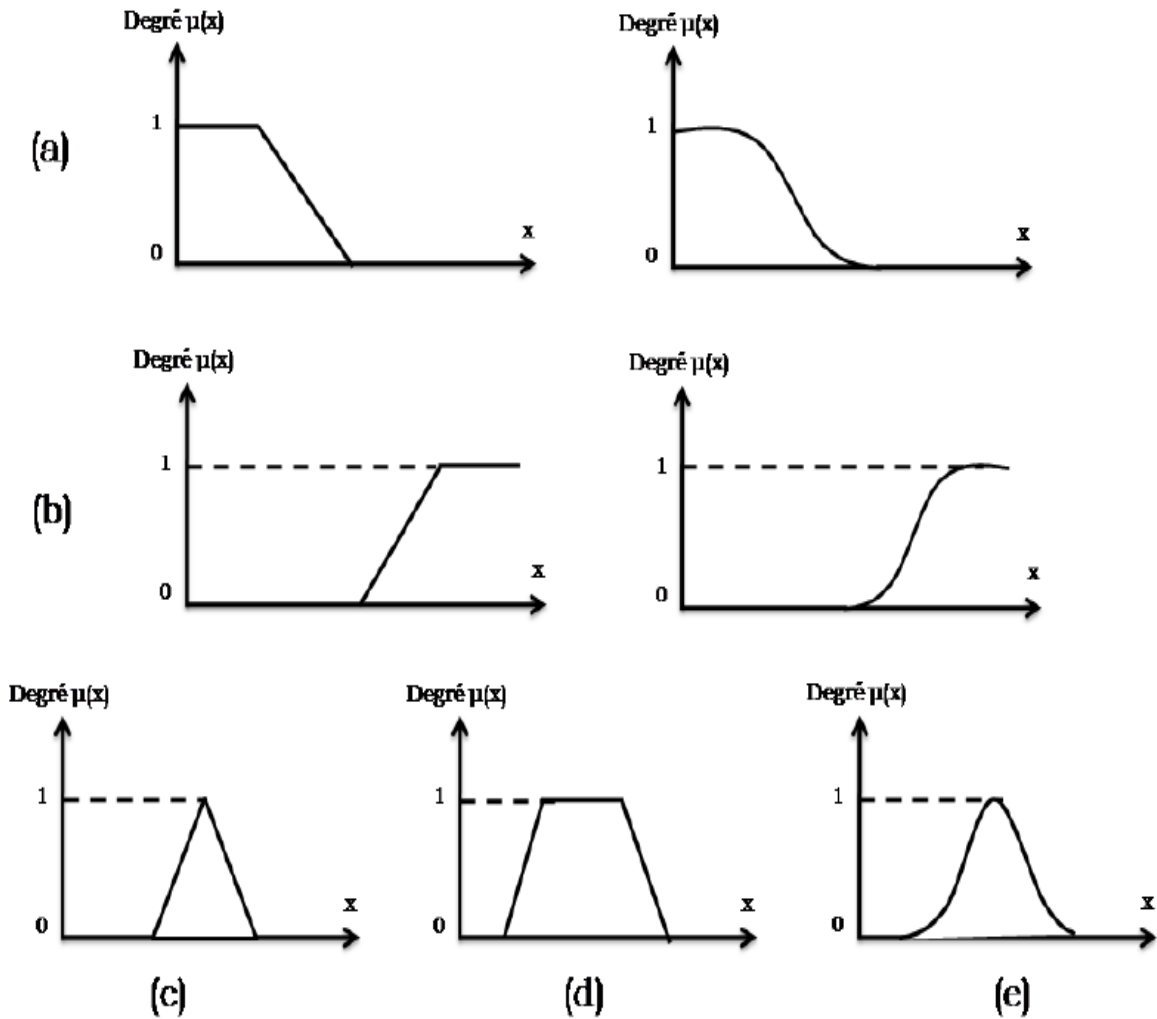 Degré µ(x)
Degré µ(x)
1
1
(a)
x
x
0
0
Degré µ(x)
Degré µ(x)
1
1
(b)
x
x
0
0
Degré µ(x)
Degré µ(x)
Degré µ(x)
1
1
1
x
x
x
0
0
0
(c)
(d)
(e)